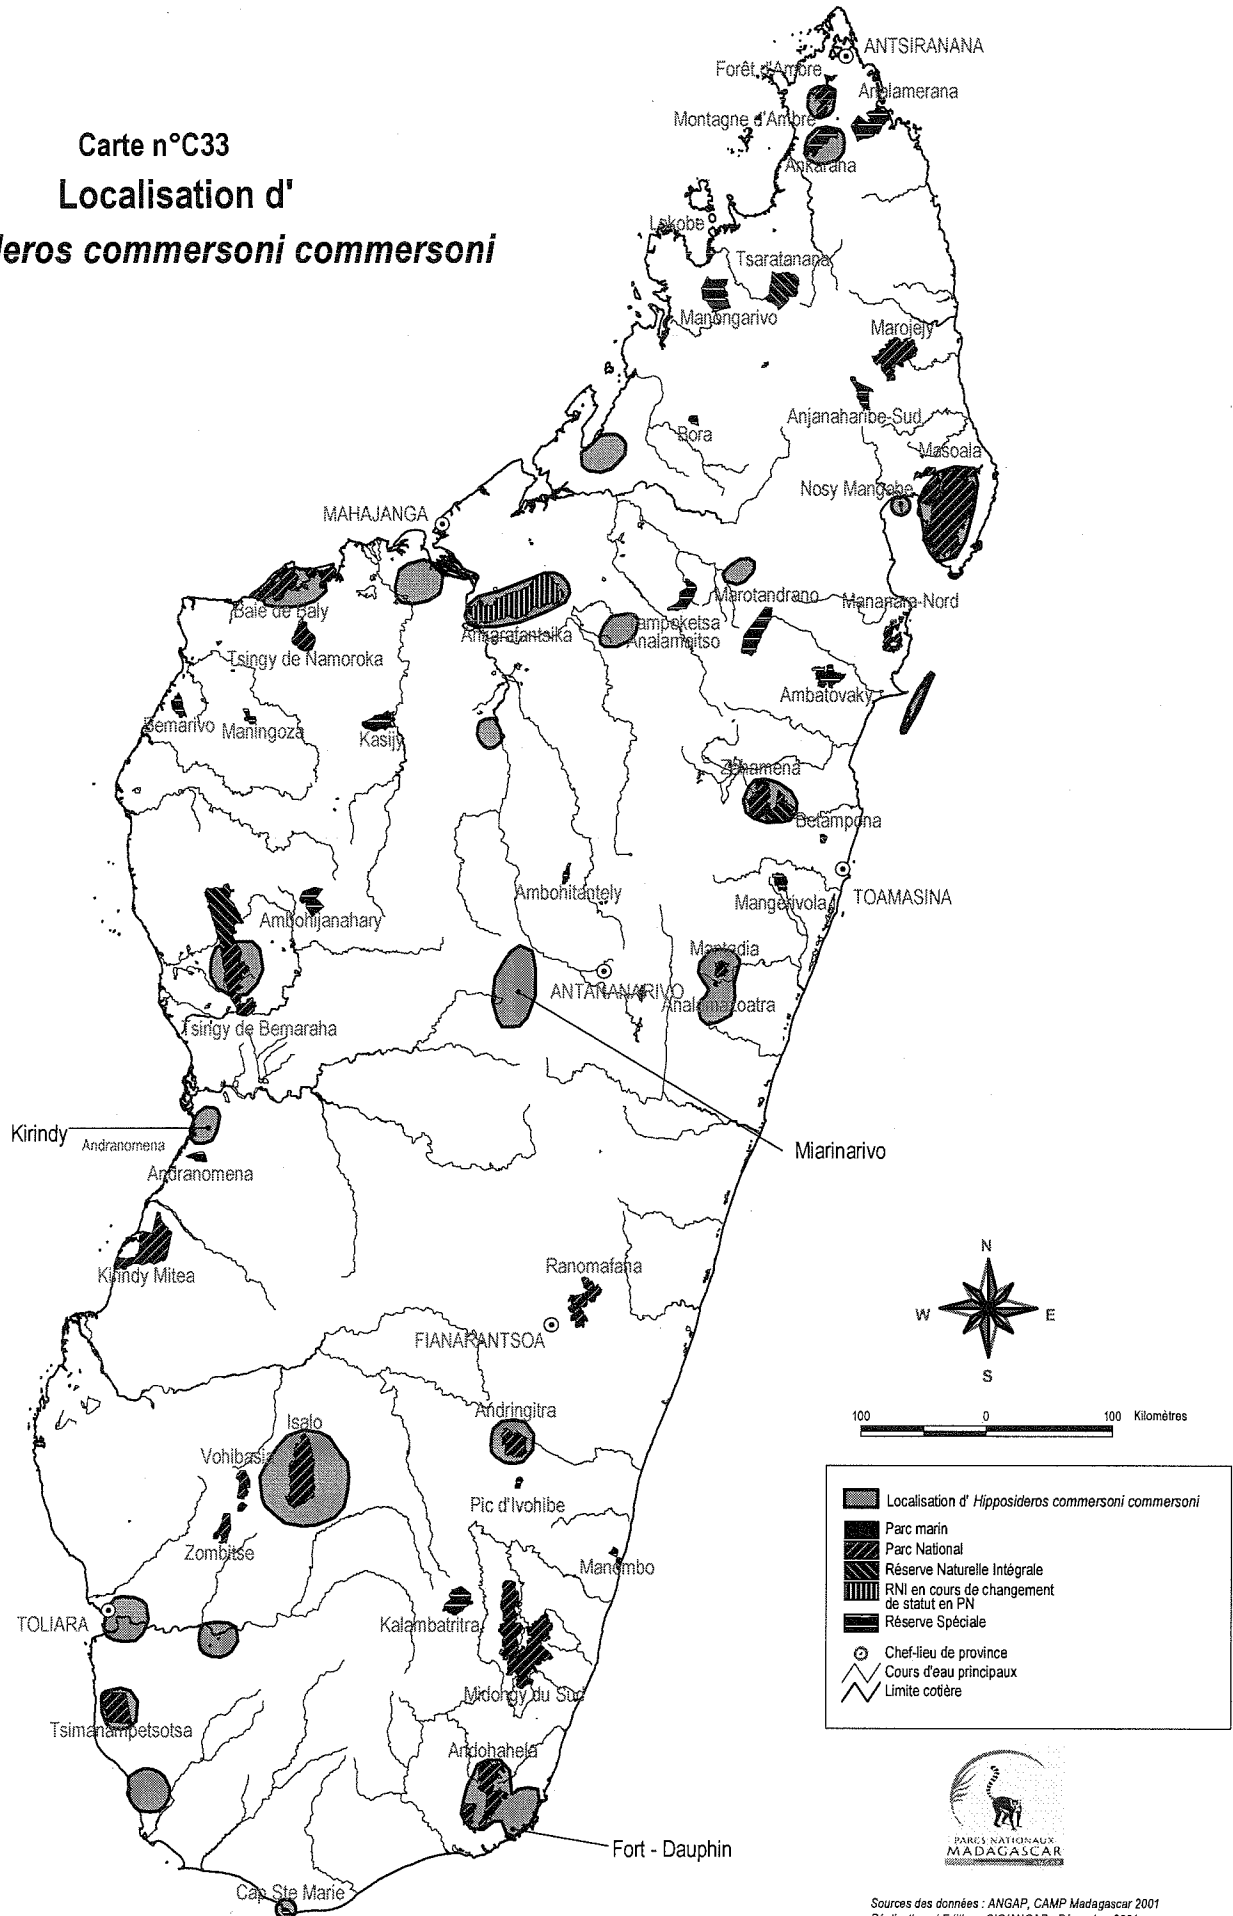 Carte n°C33
Localisation d'
deros commersoni commersoni
ANTSIRANANA
Forêt d'Ambre
Analamerana
Montagne d'Ambre
Ankarana
Lokobe
Tsaratanana
Manongarivo
Marojejy
Anjanaharibe-Sud
Bora
Masoala
Nosy Mangabe
MAHAJANGA
Baie de Baly
Marotandrano
Mananara-Nord
Ankarafantsika
Tampoketsa
Analamaitso
Tsingy de Namoroka
Ambatovaky
Bemarivo
Maningoza
Kasijy
Zahamena
Betampona
Ambohitantely
Mangerivola
TOAMASINA
Ambohijanahary
Mantadia
ANTANANARIVO
Analamazoatra
Tsingy de Bemaraha
Kirindy
Andranomena
Miarinarivo
Andranomena
Kirindy Mitea
Ranomafana
FIANARANTSOA
N
W
E
S
Isalo
Andringitra
100 0 100 Kilomètres
Vohibasia
Pic d'Ivohibe
Zombitse
Manombo
TOLIARA
Kalambatritra
Midongy du Sud
Tsimanampetsotsa
Andohahela
Fort - Dauphin
Cap Ste Marie
Localisation d' Hipposideros commersoni commersoni
Parc marin
Parc National
Réserve Naturelle Intégrale
RNI en cours de changement
de statut en PN
Réserve Spéciale
Chef-lieu de province
Cours d'eau principaux
Limite cotière
PARCS NATIONAUX
MADAGASCAR
Sources des données : ANGAP, CAMP Madagascar 2001